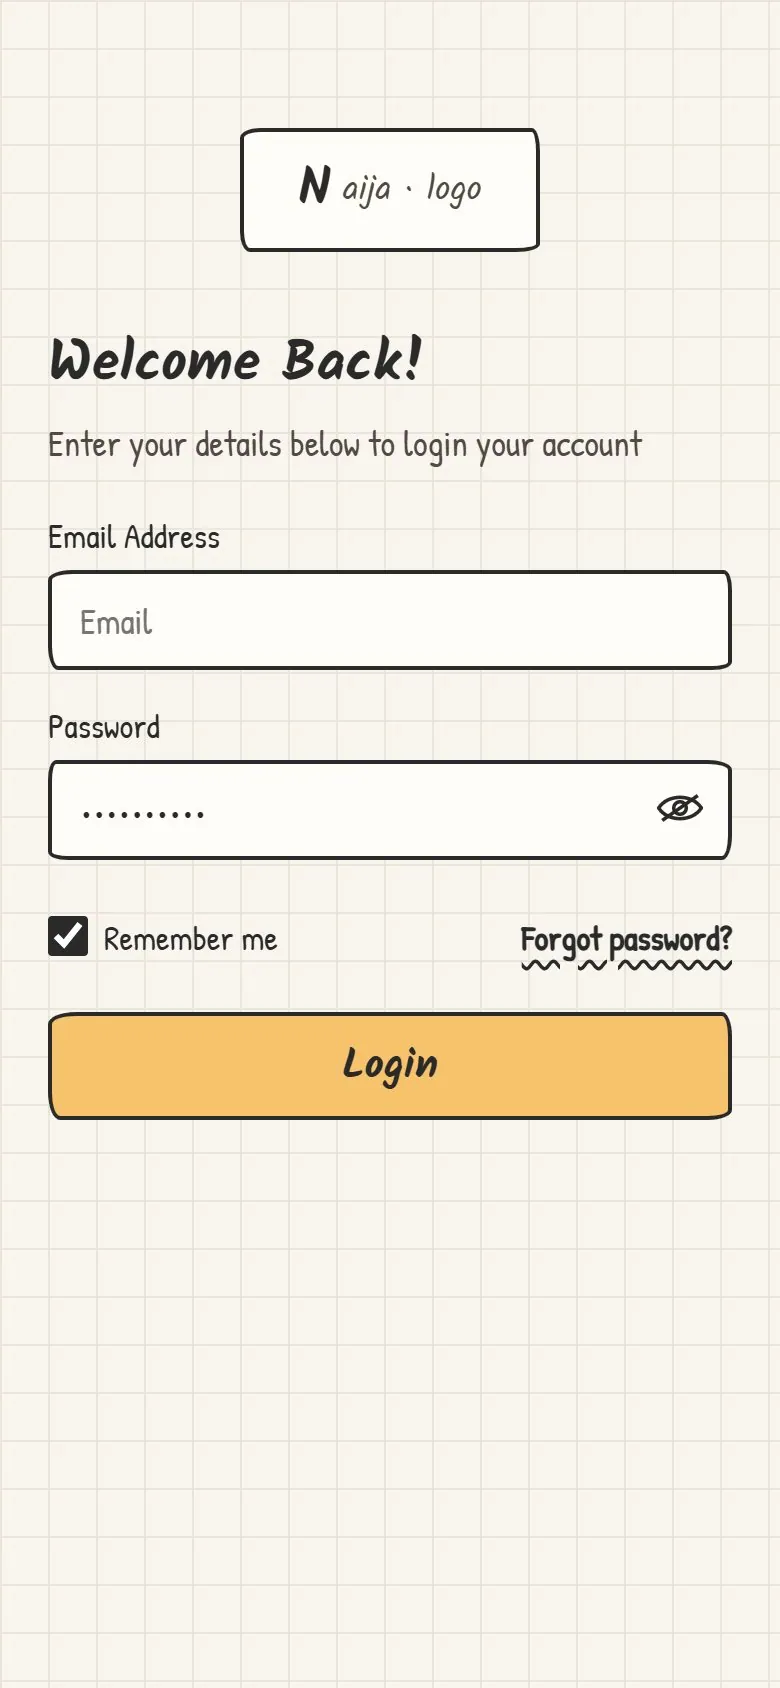 N aija · logo
Welcome Back!
Enter your details below to login your account
Email Address
Email
Password
••••••••••
Remember me
Forgot password?
Login